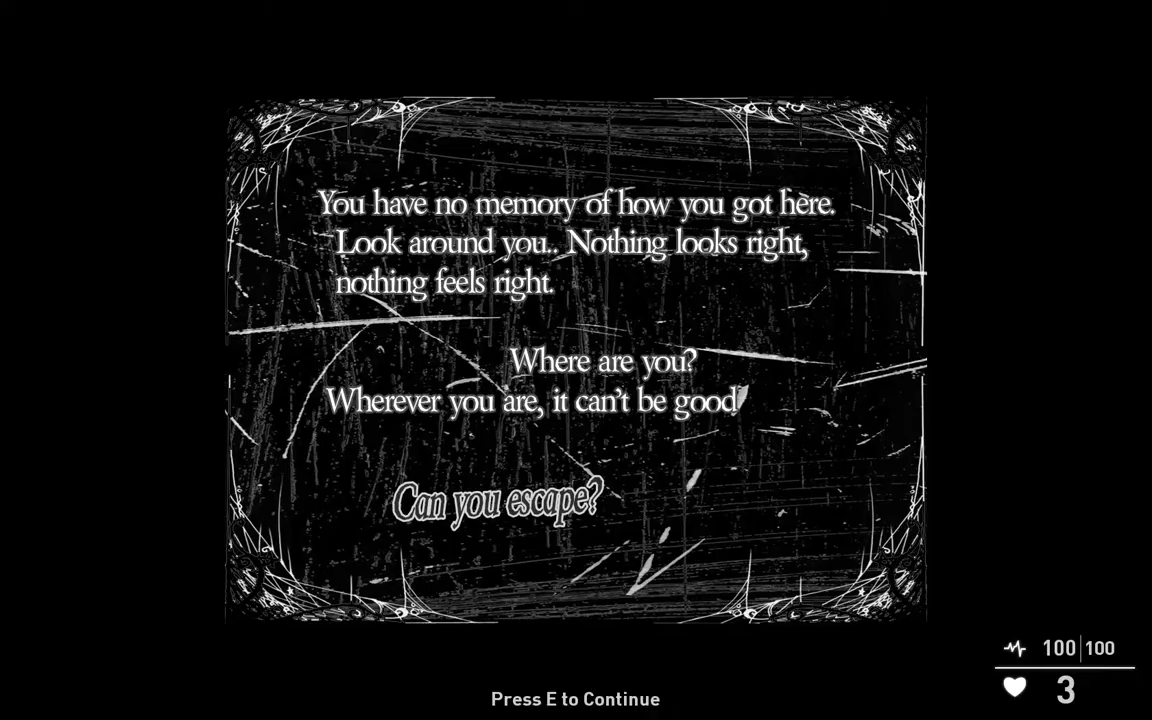 You have no memory of how you got here.
Look around you.. Nothing looks right,
nothing feels right.
Where are you?
Wherever you are, it can't be good
Can you escape?
Press E to Continue
100|100
3